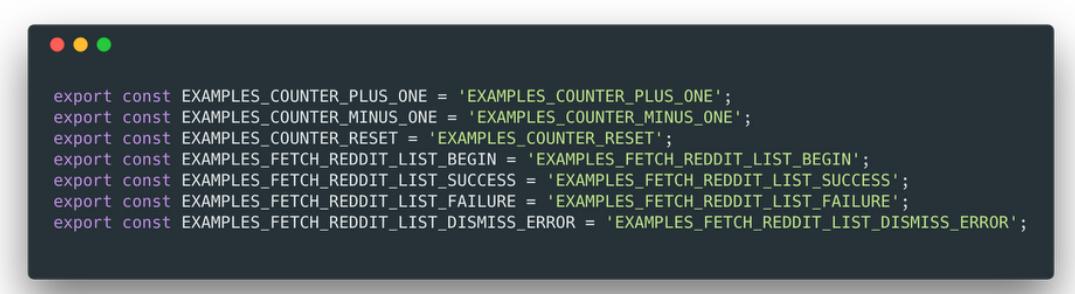 export const EXAMPLES_COUNTER_PLUS_ONE = 'EXAMPLES_COUNTER_PLUS_ONE';
export const EXAMPLES_COUNTER_MINUS_ONE = 'EXAMPLES_COUNTER_MINUS_ONE';
export const EXAMPLES_COUNTER_RESET = 'EXAMPLES_COUNTER_RESET';
export const EXAMPLES_FETCH_REDDIT_LIST_BEGIN = 'EXAMPLES_FETCH_REDDIT_LIST_BEGIN';
export const EXAMPLES_FETCH_REDDIT_LIST_SUCCESS = 'EXAMPLES_FETCH_REDDIT_LIST_SUCCESS';
export const EXAMPLES_FETCH_REDDIT_LIST_FAILURE = 'EXAMPLES_FETCH_REDDIT_LIST_FAILURE';
export const EXAMPLES_FETCH_REDDIT_LIST_DISMISS_ERROR = 'EXAMPLES_FETCH_REDDIT_LIST_DISMISS_ERROR';